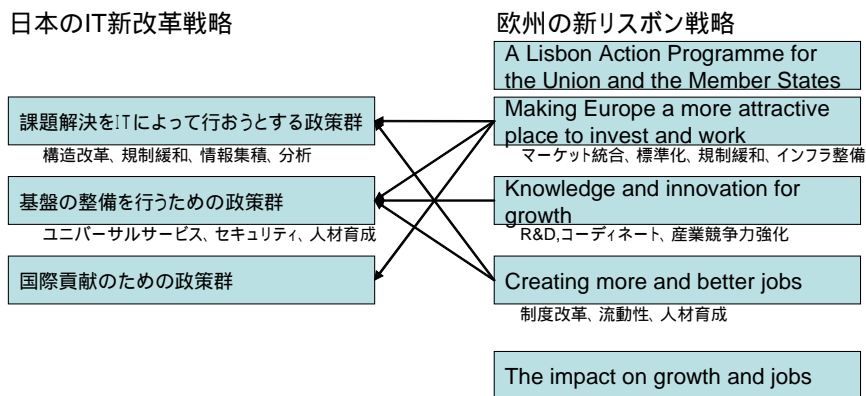 日本のIT新改革戦略
課題解決をITによって行おうとする政策群
構造改革、規制緩和、情報集積、分析
基盤の整備を行うための政策群
ユニバーサルサービス、セキュリティ、人材育成
国際貢献のための政策群
欧州の新リスボン戦略
A Lisbon Action Programme for
the Union and the Member States
Making Europe a more attractive
place to invest and work
マーケット統合、標準化、規制緩和、インフラ整備
Knowledge and innovation for
growth
R&D,コーディネート、産業競争力強化
Creating more and better jobs
制度改革、流動性、人材育成
The impact on growth and jobs